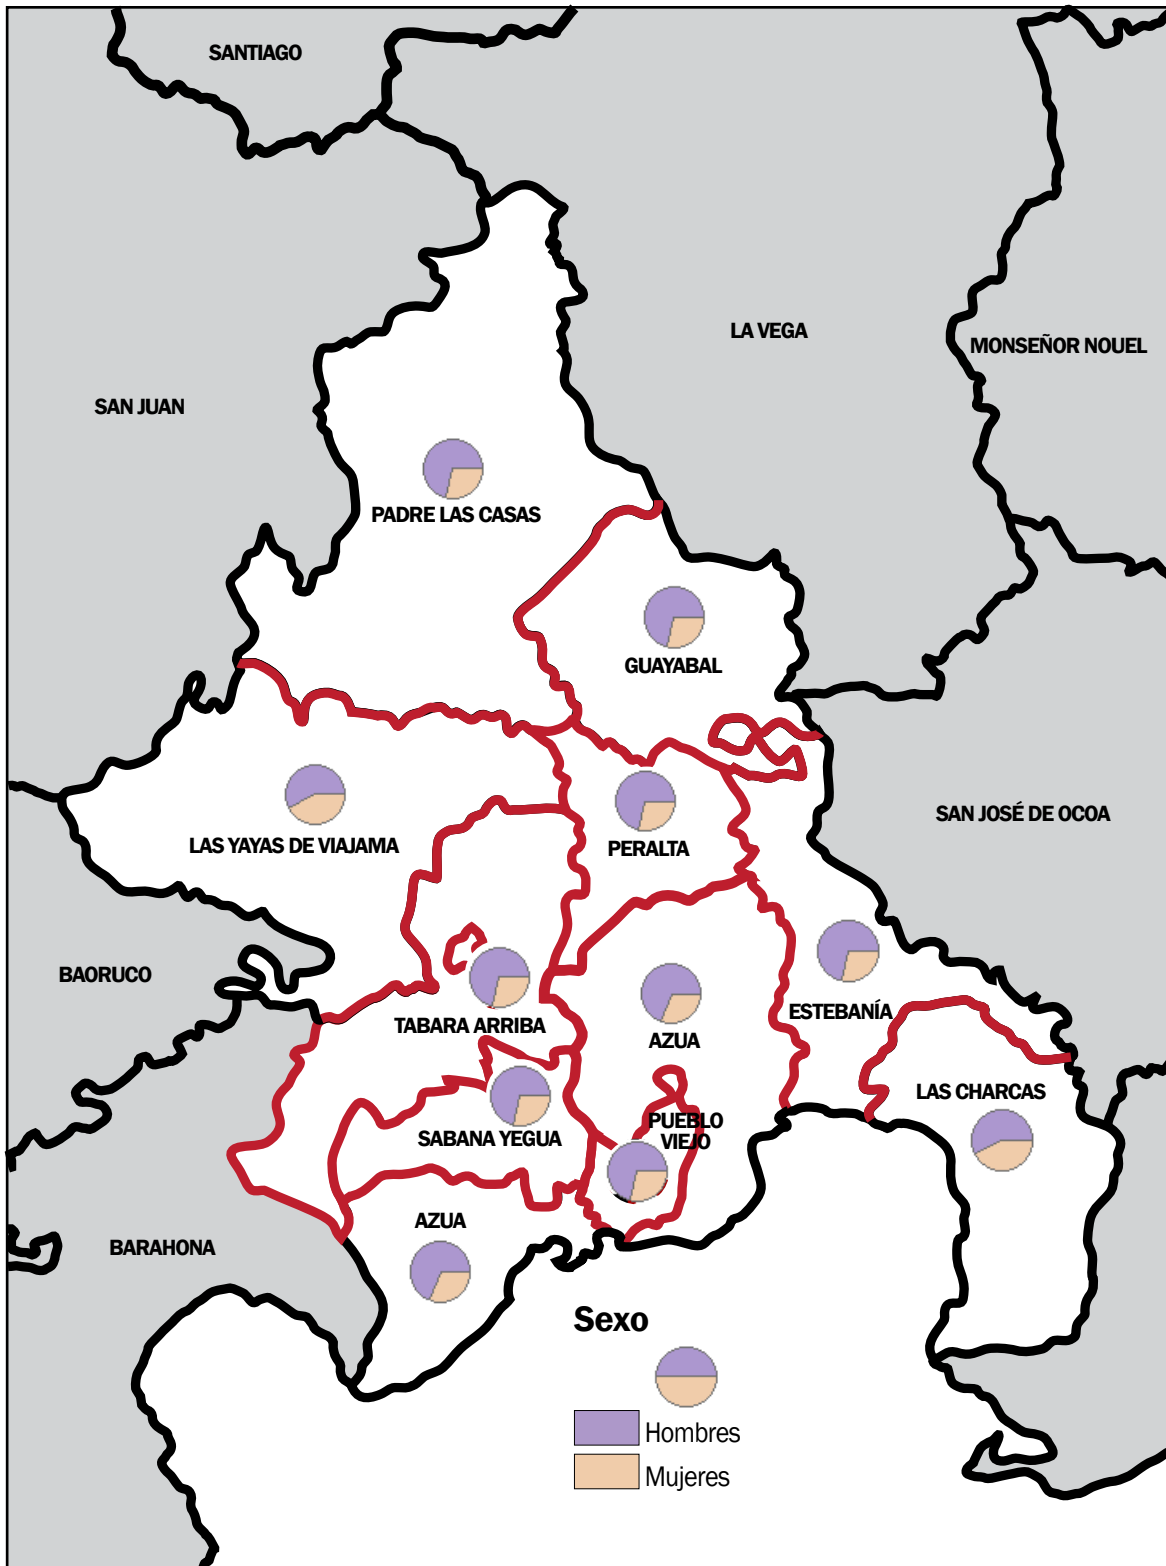 SANTIAGO
LA VEGA
MONSEÑOR NOUEL
SAN JUAN
PADRE LAS CASAS
GUAYABAL
SAN JOSÉ DE OCOA
LAS YAYAS DE VIAJAMA
PERALTA
BAORUCO
ESTEBANÍA
TABARA ARRIBA
AZUA
LAS CHARCAS
PUEBLO
VIEJO
SABANA YEGUA
AZUA
BARAHONA
Sexo
Hombres
Mujeres